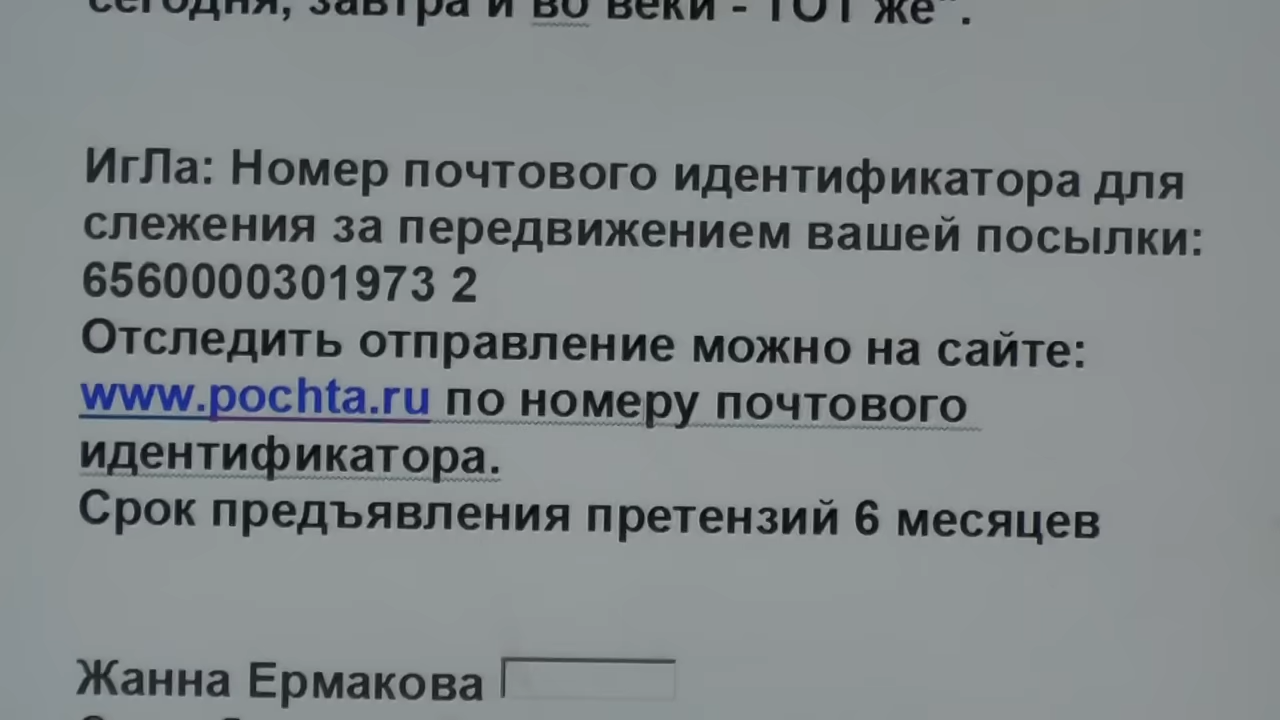 сегодня, завтра и во веки - ТОТ же".
ИгЛа: Номер почтового идентификатора для
слежения за передвижением вашей посылки:
6560000301973 2
Отследить отправление можно на сайте:
www.pochta.ru по номеру почтового
идентификатора.
Срок предъявления претензий 6 месяцев
Жанна Ермакова